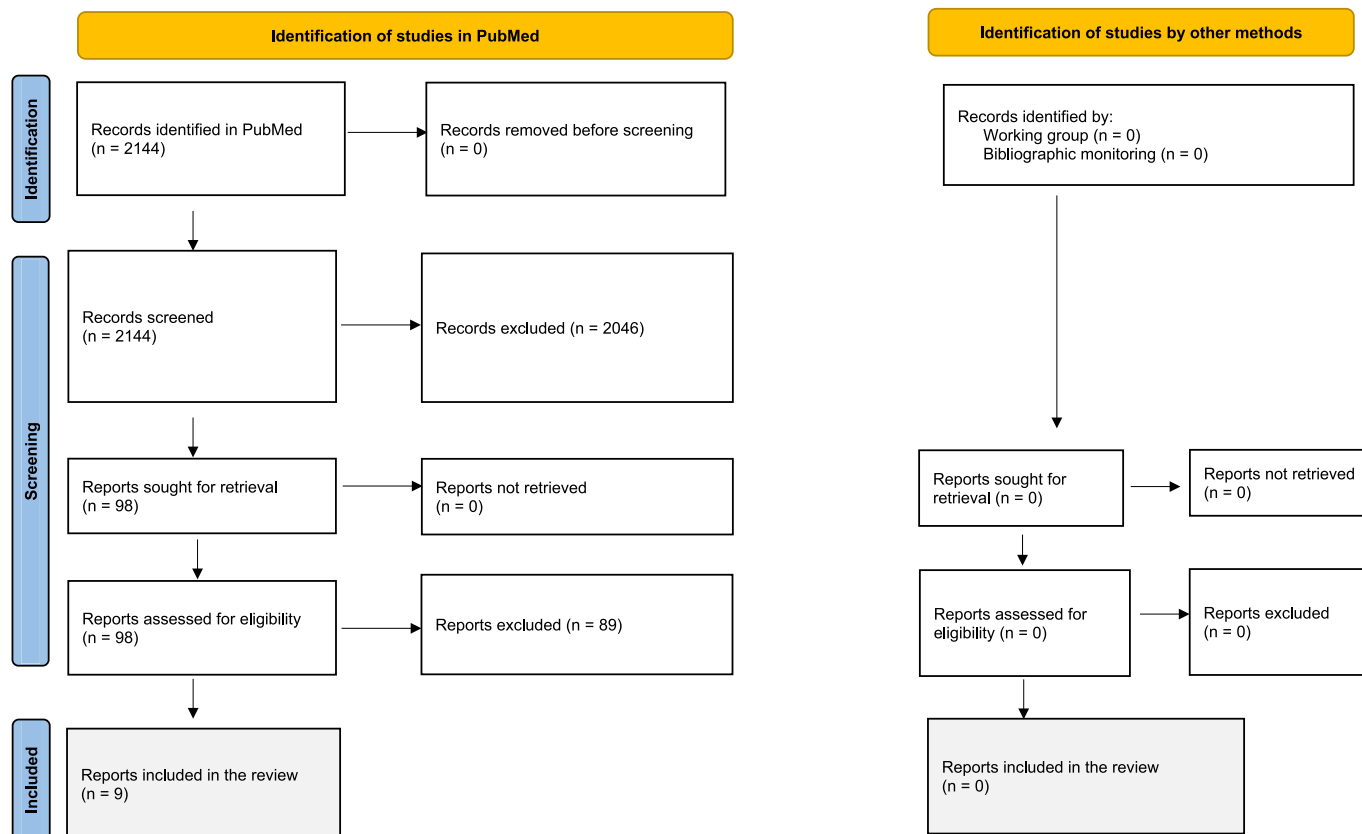 Identification of studies in PubMed
Identification of studies by other methods
Identification
Records identified in PubMed
(n = 2144)
Records removed before screening
(n = 0)
Records identified by:
Working group (n = 0)
Bibliographic monitoring (n = 0)
Screening
Records screened
(n = 2144)
Records excluded (n = 2046)
Reports sought for retrieval
(n = 98)
Reports not retrieved
(n = 0)
Reports sought for
retrieval (n = 0)
Reports not retrieved
(n = 0)
Reports assessed for eligibility
(n = 98)
Reports excluded (n = 89)
Reports assessed for
eligibility (n = 0)
Reports excluded
(n = 0)
Included
Reports included in the review
(n = 9)
Reports included in the review
(n = 0)